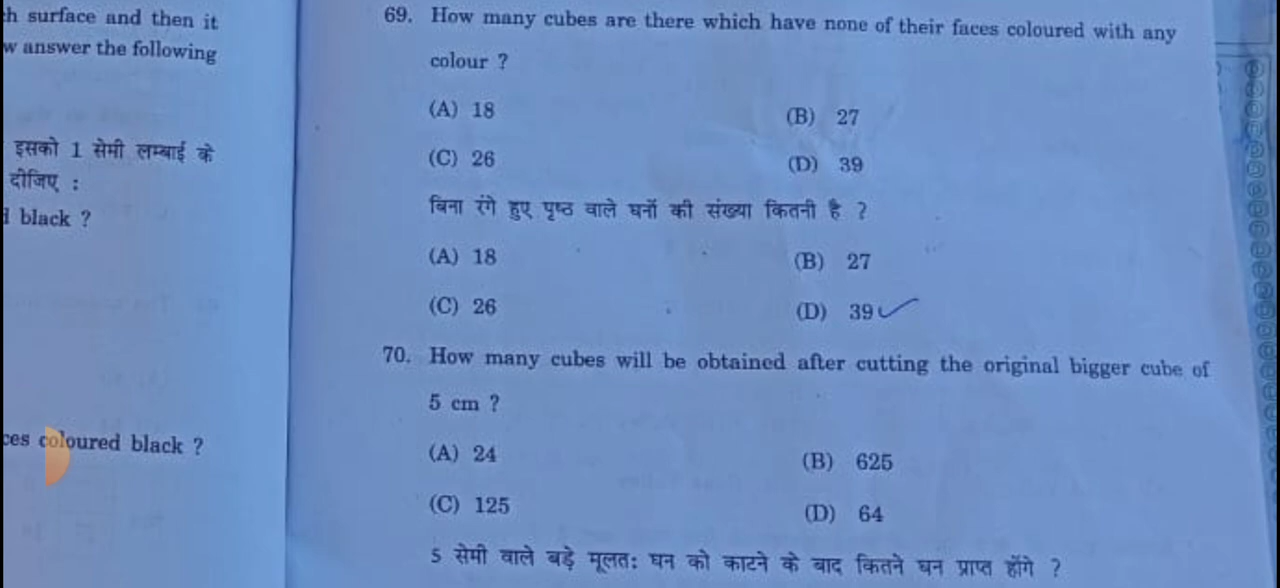 ch surface and then it
w answer the following
इसको 1 सेमी लम्बाई के
दीजिए :
d black ?
ces coloured black ?
69. How many cubes are there which have none of their faces coloured with any
colour ?
(A) 18 (B) 27
(C) 26 (D) 39
बिना रंगे हुए पृष्ठ वाले घनों की संख्या कितनी है ?
(A) 18 (B) 27
(C) 26 (D) 39
70. How many cubes will be obtained after cutting the original bigger cube of
5 cm ?
(A) 24 (B) 625
(C) 125 (D) 64
5 सेमी वाले बड़े मूलतः घन को काटने के बाद कितने घन प्राप्त होंगे ?